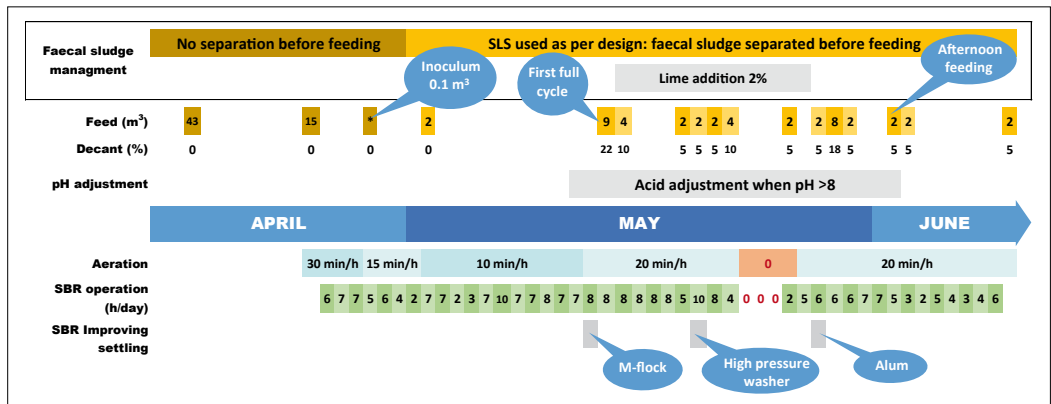 No separation before feeding
SLS used as per design: faecal sludge separated before feeding
Faecal sludge
managment
Inoculum
0.1 m³
First full
cycle
Lime addition 2%
Afternoon
feeding
Feed (m³) 43 15 * 2 9 4 2 2 2 4 2 2 8 2 2 2 2
Decant (%) 0 0 0 0 22 10 5 5 5 10 5 5 18 5 5 5 5
pH adjustment Acid adjustment when pH >8
APRIL MAY JUNE
Aeration 30 min/h 15 min/h 10 min/h 20 min/h 0 20 min/h
SBR operation 6 7 7 5 6 4 2 7 7 2 3 7 10 7 7 8 7 7 8 8 8 8 8 8 5 10 8 4 0 0 0 2 5 6 6 6 7 7 5 3 2 5 4 3 4 6
(h/day)
SBR Improving
settling
M-flock
High pressure
washer
Alum